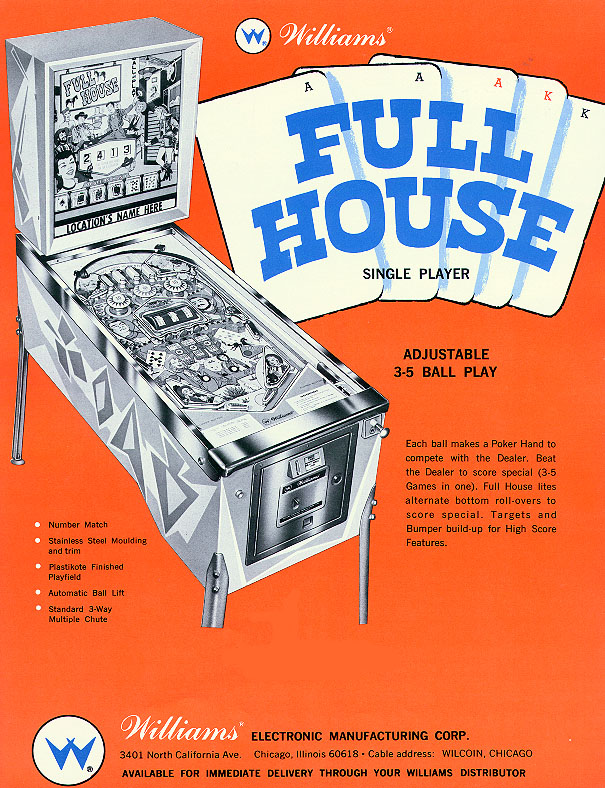 W®
Williams®
A A A K K
FULL
HOUSE
SINGLE PLAYER
FULL
HOUSE
2 4 1 3
LOCATION'S NAME HERE
ADJUSTABLE
3-5 BALL PLAY
Each ball makes a Poker Hand to
compete with the Dealer. Beat
the Dealer to score special (3-5
Games in one). Full House lites
alternate bottom roll-overs to
score special. Targets and
Bumper build-up for High Score
Features.
Williams
Number Match
Stainless Steel Moulding
and trim
Plastikote Finished
Playfield
Automatic Ball Lift
Standard 3-Way
Multiple Chute
W®
Williams® ELECTRONIC MANUFACTURING CORP.
3401 North California Ave. Chicago, Illinois 60618 • Cable address: WILCOIN, CHICAGO
AVAILABLE FOR IMMEDIATE DELIVERY THROUGH YOUR WILLIAMS DISTRIBUTOR